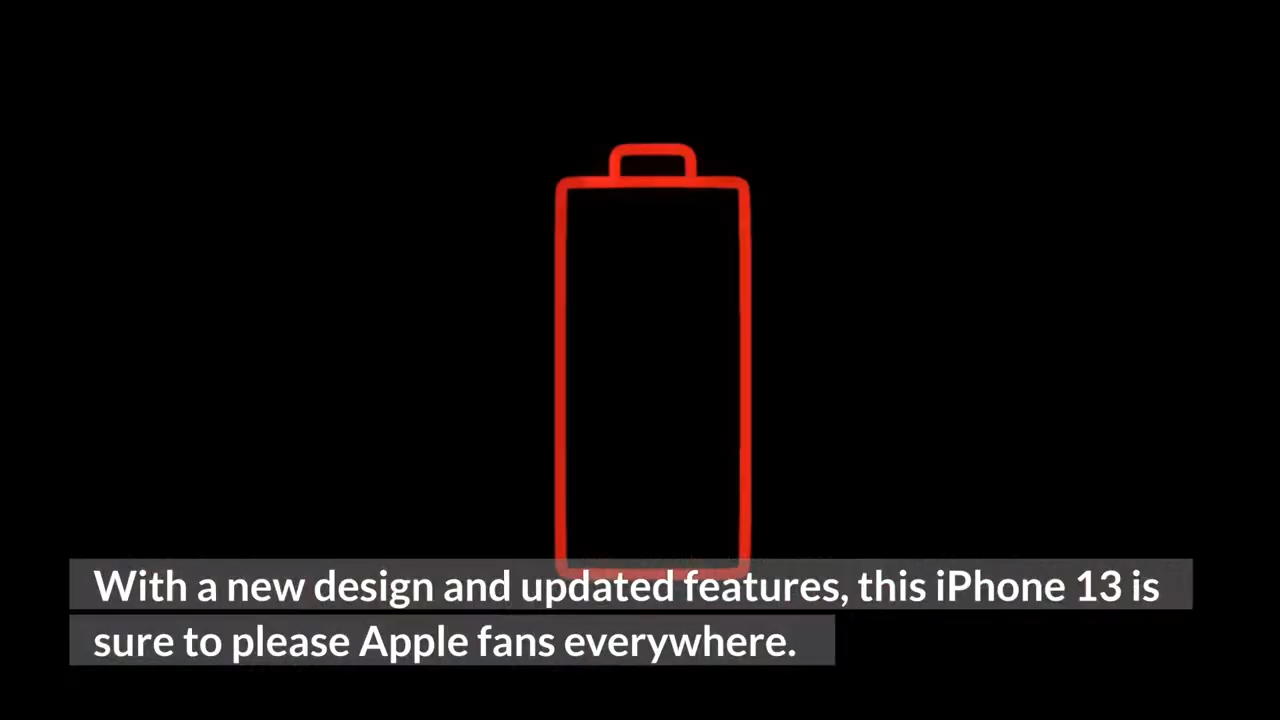 With a new design and updated features, this iPhone 13 is
sure to please Apple fans everywhere.